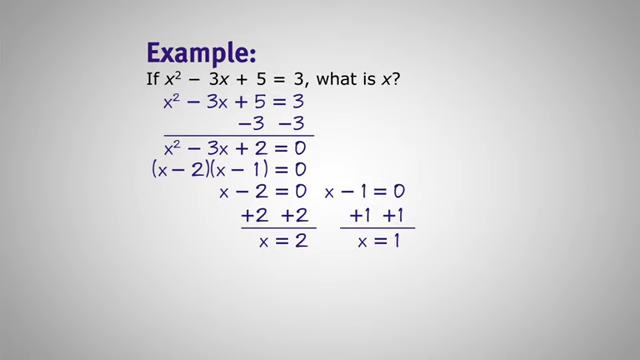 Example:
If x² − 3x + 5 = 3, what is x?
x² − 3x + 5 = 3
−3 −3
x² − 3x + 2 = 0
(x − 2)(x − 1) = 0
x − 2 = 0 x − 1 = 0
+2 +2 +1 +1
x = 2 x = 1